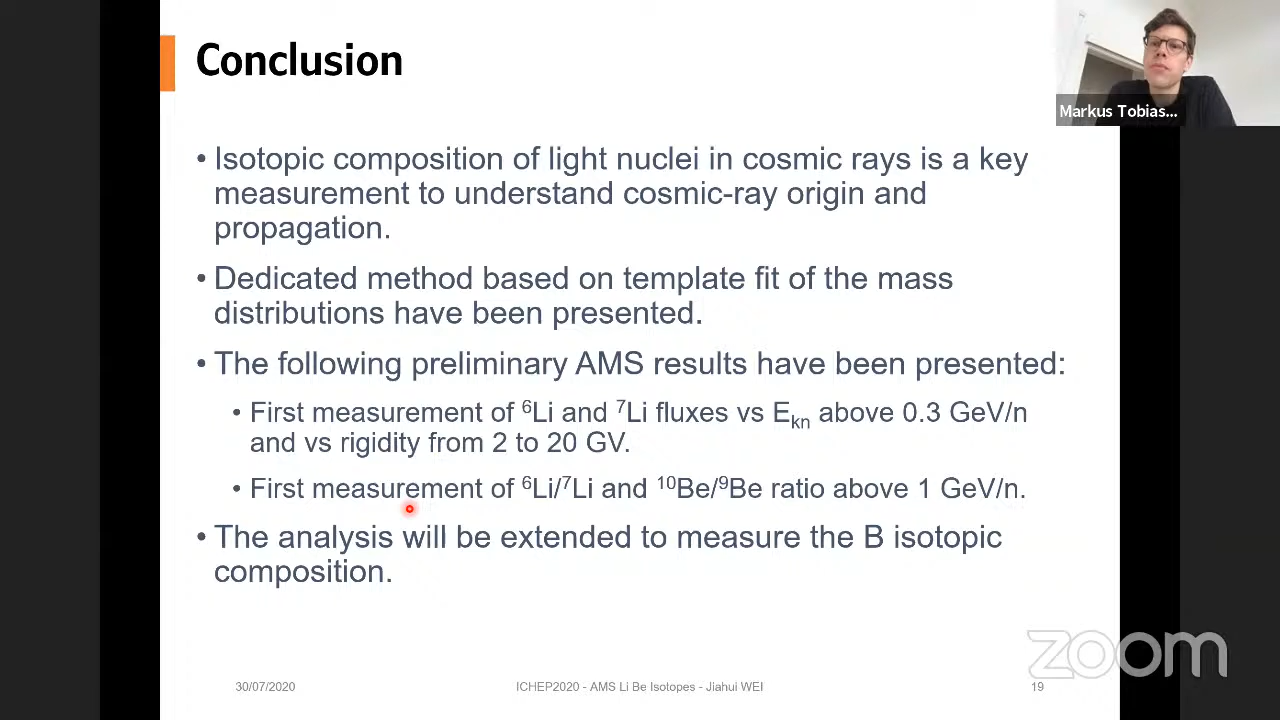 Conclusion
Markus Tobias...
• Isotopic composition of light nuclei in cosmic rays is a key
measurement to understand cosmic-ray origin and
propagation.
• Dedicated method based on template fit of the mass
distributions have been presented.
• The following preliminary AMS results have been presented:
• First measurement of ⁶Li and ⁷Li fluxes vs Eₖₙ above 0.3 GeV/n
and vs rigidity from 2 to 20 GV.
• First measurement of ⁶Li/⁷Li and ¹⁰Be/⁹Be ratio above 1 GeV/n.
• The analysis will be extended to measure the B isotopic
composition.
zoom
30/07/2020
ICHEP2020 - AMS Li Be Isotopes - Jiahui WEI
19